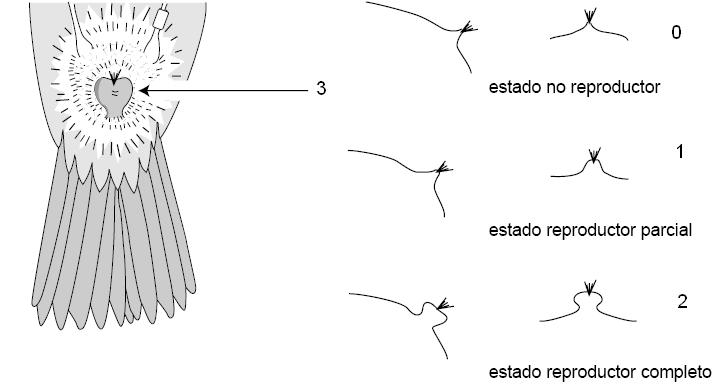 0
estado no reproductor
3
1
estado reproductor parcial
2
estado reproductor completo